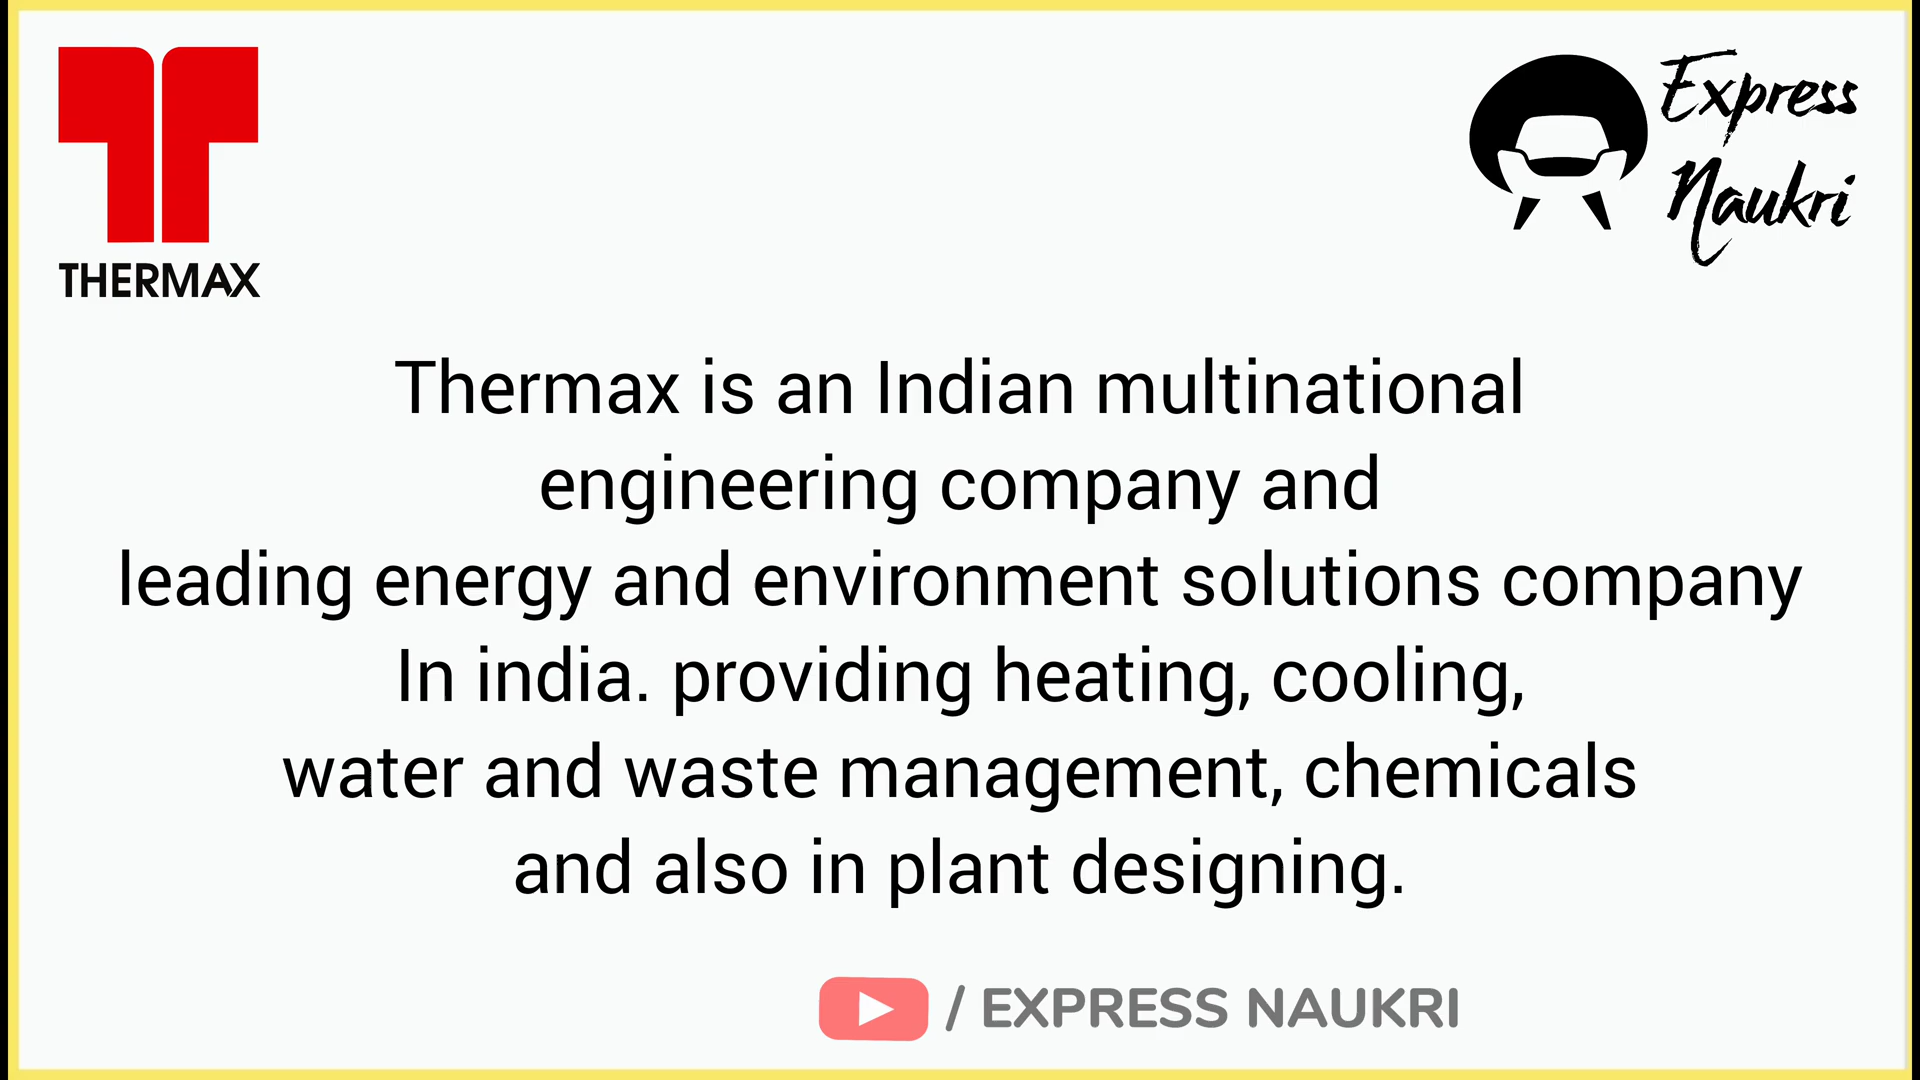 THERMAX
Express
Naukri
Thermax is an Indian multinational
engineering company and
leading energy and environment solutions company
In india. providing heating, cooling,
water and waste management, chemicals
and also in plant designing.
/ EXPRESS NAUKRI